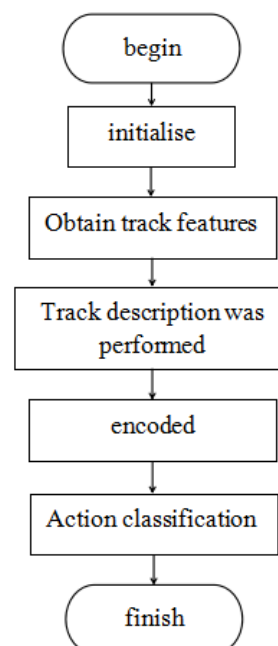 begin
initialise
Obtain track features
Track description was
performed
encoded
Action classification
finish